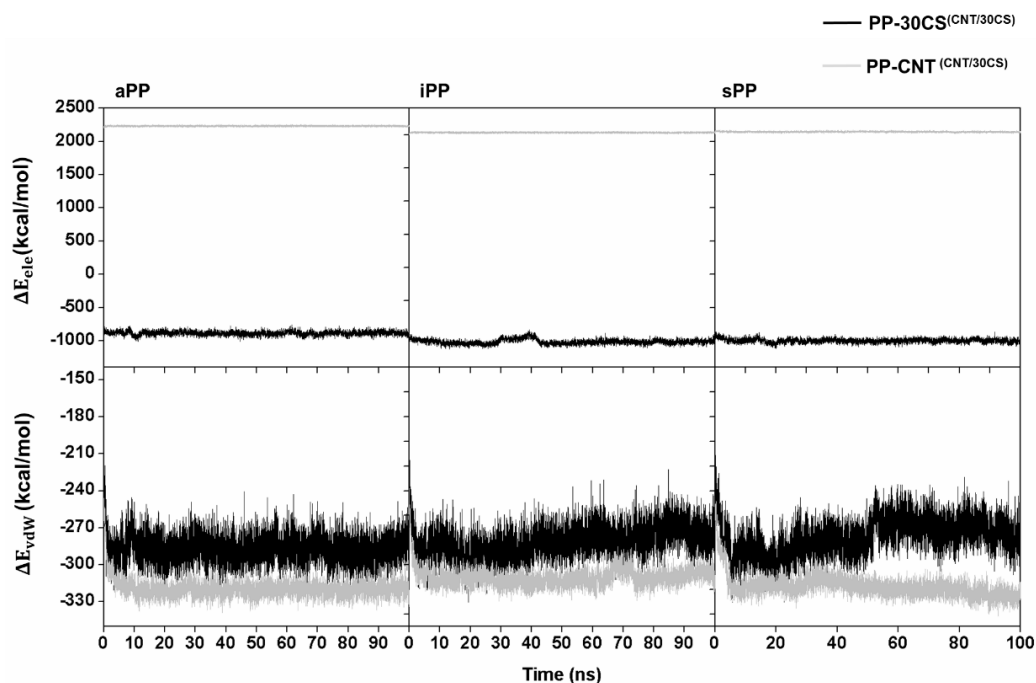 PP-30CS(CNT/30CS)
PP-CNT (CNT/30CS)
aPP iPP sPP
2500
2000
1500
1000
500
0
-500
-1000
ΔEele(kcal/mol)
-150
-180
-210
-240
-270
-300
-330
ΔEvdW (kcal/mol)
0 10 20 30 40 50 60 70 80 90 0 10 20 30 40 50 60 70 80 90 0 20 40 60 80 100
Time (ns)